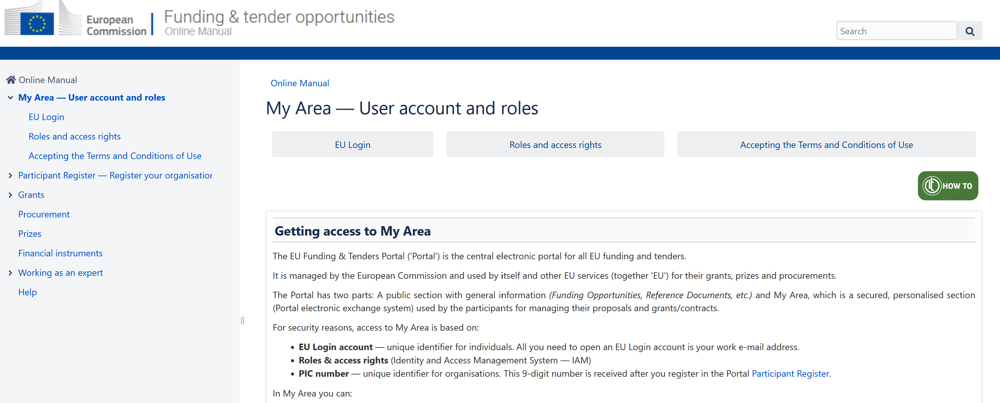 European
Commission
Funding & tender opportunities
Online Manual
Search
Online Manual
My Area — User account and roles
EU Login
Roles and access rights
Accepting the Terms and Conditions of Use
Participant Register — Register your organisation
Grants
Procurement
Prizes
Financial instruments
Working as an expert
Help
Online Manual
My Area — User account and roles
EU Login
Roles and access rights
Accepting the Terms and Conditions of Use
it HOW TO
Getting access to My Area
The EU Funding & Tenders Portal ('Portal') is the central electronic portal for all EU funding and tenders.
It is managed by the European Commission and used by itself and other EU services (together 'EU') for their grants, prizes and procurements.
The Portal has two parts: A public section with general information (Funding Opportunities, Reference Documents, etc.) and My Area, which is a secured, personalised section
(Portal electronic exchange system) used by the participants for managing their proposals and grants/contracts.
For security reasons, access to My Area is based on:
• EU Login account — unique identifier for individuals. All you need to open an EU Login account is your work e-mail address.
• Roles & access rights (Identity and Access Management System — IAM)
• PIC number — unique identifier for organisations. This 9-digit number is received after you register in the Portal Participant Register.
In My Area you can: